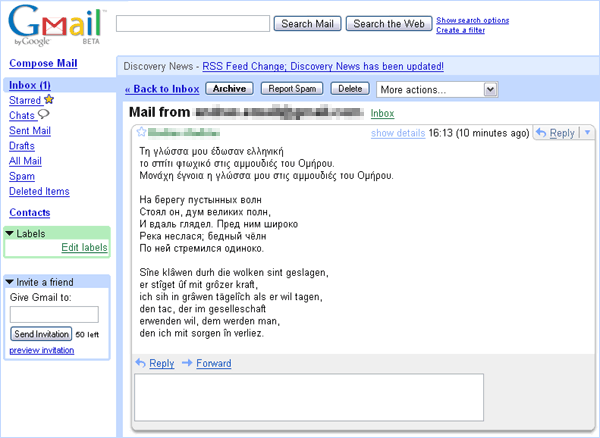 Gmail™
by Google BETA
Search Mail Search the Web Show search options
Create a filter
Compose Mail
Inbox (1)
Starred
Chats
Sent Mail
Drafts
All Mail
Spam
Deleted Items
Contacts
Labels
Edit labels
Invite a friend
Give Gmail to:
Send Invitation 50 left
preview invitation
Discovery News - RSS Feed Change; Discovery News has been updated!
« Back to Inbox Archive Report Spam Delete More actions...
Mail from Inbox
show details 16:13 (10 minutes ago) Reply
Τη γλώσσα μου έδωσαν ελληνική
το σπίτι φτωχικό στις αμμουδιές του Ομήρου.
Μονάχη έγνοια η γλώσσα μου στις αμμουδιές του Ομήρου.
На берегу пустынных волн
Стоял он, дум великих полн,
И вдаль глядел. Пред ним широко
Река неслася; бедный чёлн
По ней стремился одиноко.
Sîne klâwen durh die wolken sint geslagen,
er stîget ûf mit grôzer kraft,
ich sih in grâwen tägelîch als er wil tagen,
den tac, der im geselleschaft
erwenden wil, dem werden man,
den ich mit sorgen în verliez.
Reply Forward